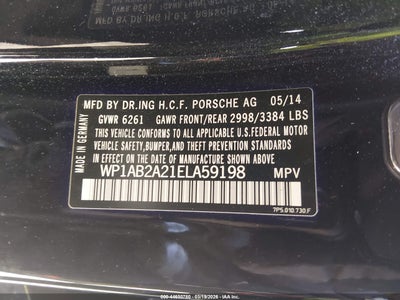 MFD BY DR.ING H.C.F. PORSCHE AG 05/14
GVWR 6261 GAWR FRONT/REAR 2998/3384 LBS
THIS VEHICLE CONFORMS TO ALL APPLICABLE U.S.FEDERAL MOTOR
VEHICLE SAFETY, BUMPER AND THEFT PREVENTION STANDARDS
IN EFFECT ON THE DATE OF MANUFACTURE SHOWN ABOVE.
WP1AB2A21ELA59198 MPV
MADE IN GERMANY
7P5.010.730.F